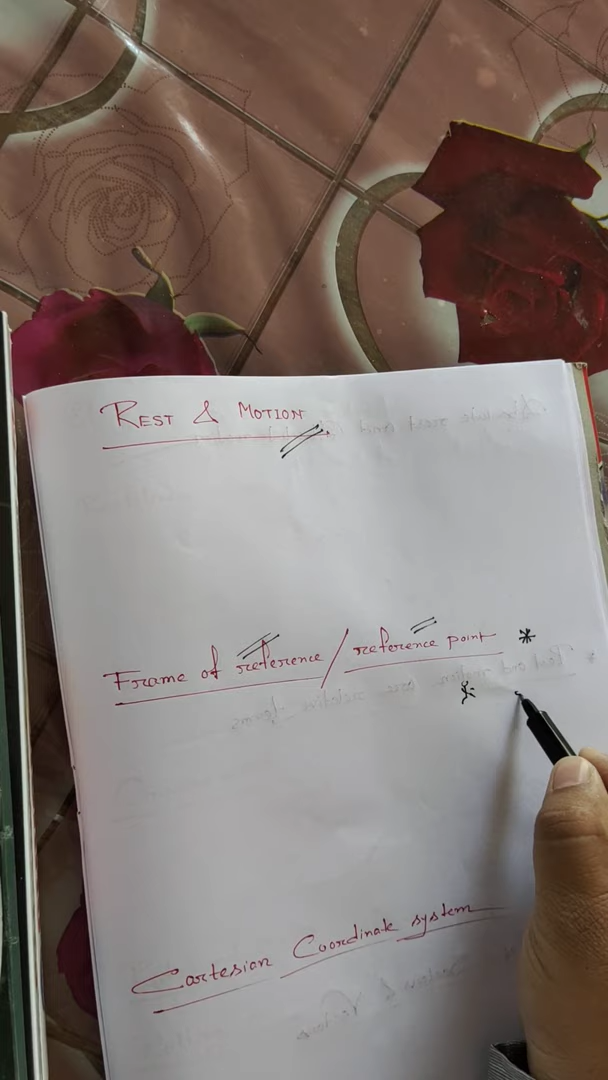 REST & MOTION
Frame of reference / reference point *
Cartesian Coordinate system